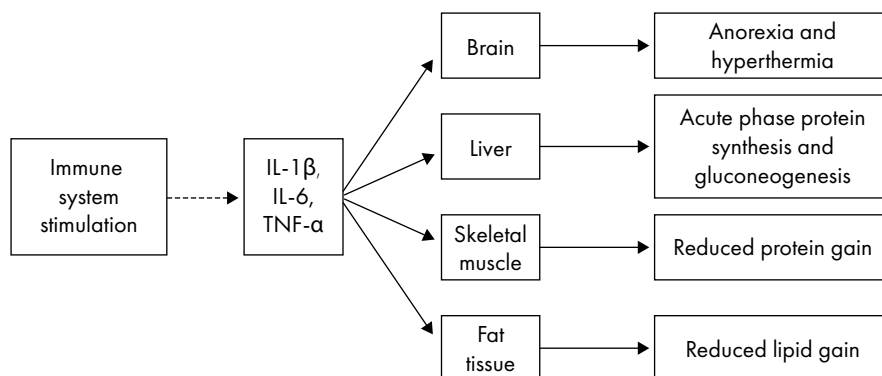 Immune
system
stimulation
IL-1β,
IL-6,
TNF-α
Brain
Anorexia and
hyperthermia
Liver
Acute phase protein
synthesis and
gluconeogenesis
Skeletal
muscle
Reduced protein gain
Fat
tissue
Reduced lipid gain